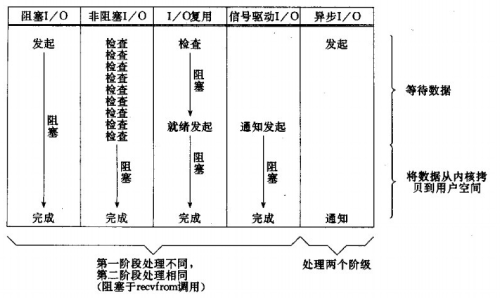 阻塞I/O 非阻塞I/O I/O复用 信号驱动I/O 异步I/O
发起 检查 检查 发起
检查
检查
检查
检查
检查
检查
检查
检查
阻塞
阻塞
等待数据
就绪发起 通知发起
阻塞
阻塞
阻塞
将数据从内核拷
贝到用户空间
完成 完成 完成 完成 通知
第一阶段处理不同,
第二阶段处理相同
(阻塞于recvfrom调用)
处理两个阶级